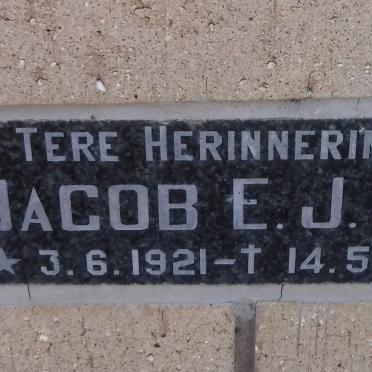 TERE HERINNERIN
JACOB E. J.
★ 3.6.1921-† 14.5